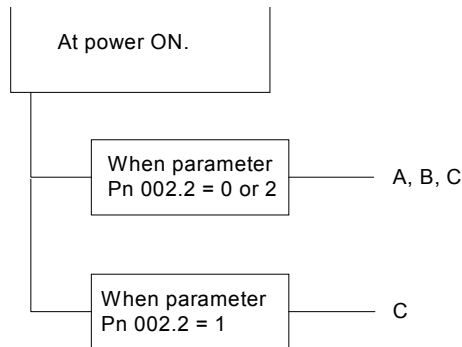 At power ON.
When parameter
Pn 002.2 = 0 or 2
A, B, C
When parameter
Pn 002.2 = 1
C